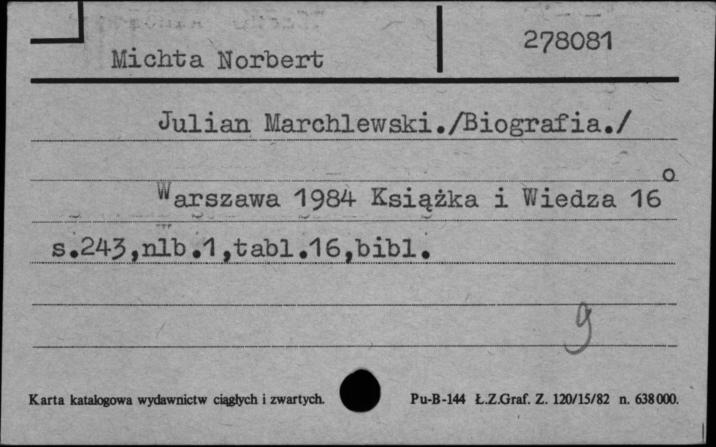 Michta Norbert
278081
Julian Marchlewski./Biografia./
Warszawa 1984 Książka i Wiedza 16°
s.243,nlb.1,tabl.16,bibl.
9
Karta katalogowa wydawnictw ciągłych i zwartych. Pu-B-144 Ł.Z.Graf. Z. 120/15/82 n. 638000.